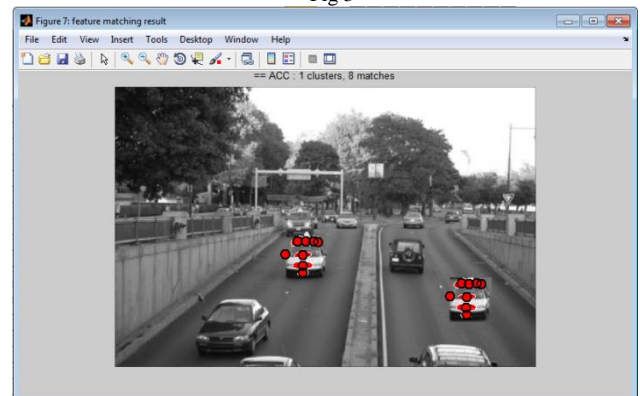 Figure 7: feature matching result
File Edit View Insert Tools Desktop Window Help
== ACC : 1 clusters, 8 matches